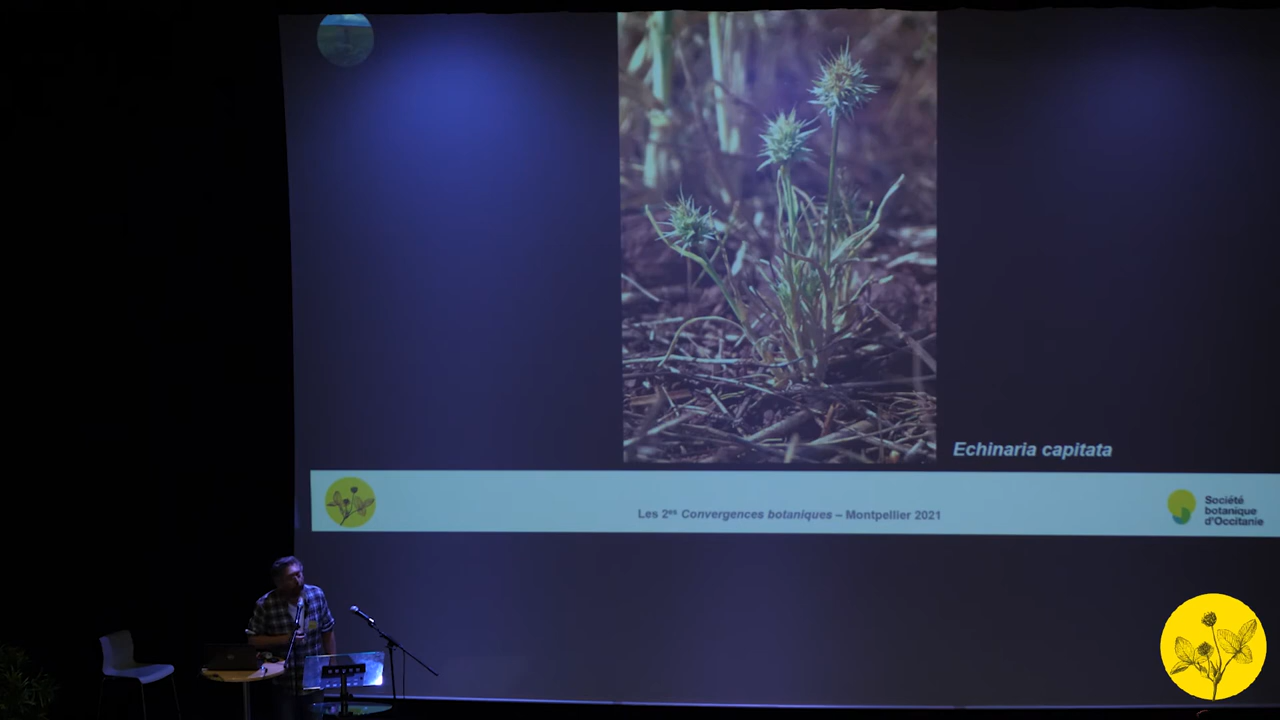 Echinaria capitata
Les 2es Convergences botaniques – Montpellier 2021
Société
botanique
d'Occitanie